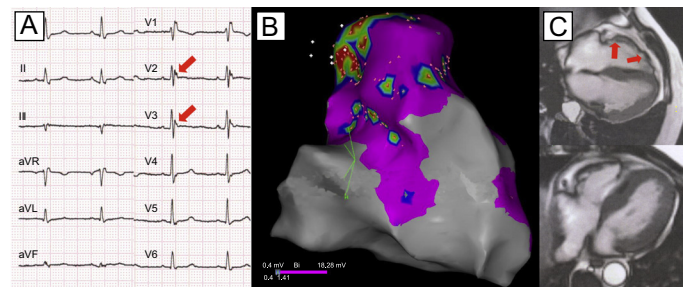 A
V1
II
V2
III
V3
aVR
V4
aVL
V5
aVF
V6
B
0.4 mV Bi 18.28 mV
0.4 1.41
C